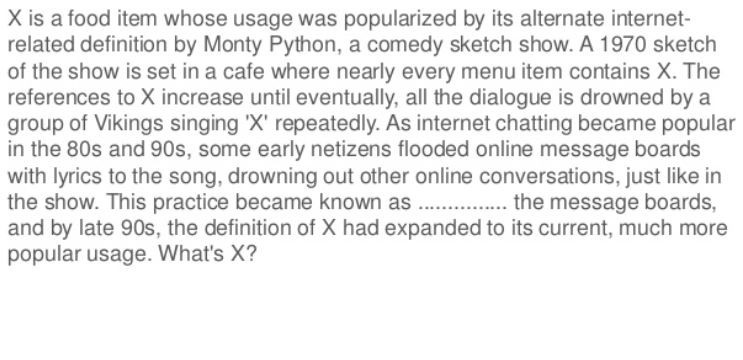 X is a food item whose usage was popularized by its alternate internet-
related definition by Monty Python, a comedy sketch show. A 1970 sketch
of the show is set in a cafe where nearly every menu item contains X. The
references to X increase until eventually, all the dialogue is drowned by a
group of Vikings singing 'X' repeatedly. As internet chatting became popular
in the 80s and 90s, some early netizens flooded online message boards
with lyrics to the song, drowning out other online conversations, just like in
the show. This practice became known as ............... the message boards,
and by late 90s, the definition of X had expanded to its current, much more
popular usage. What's X?